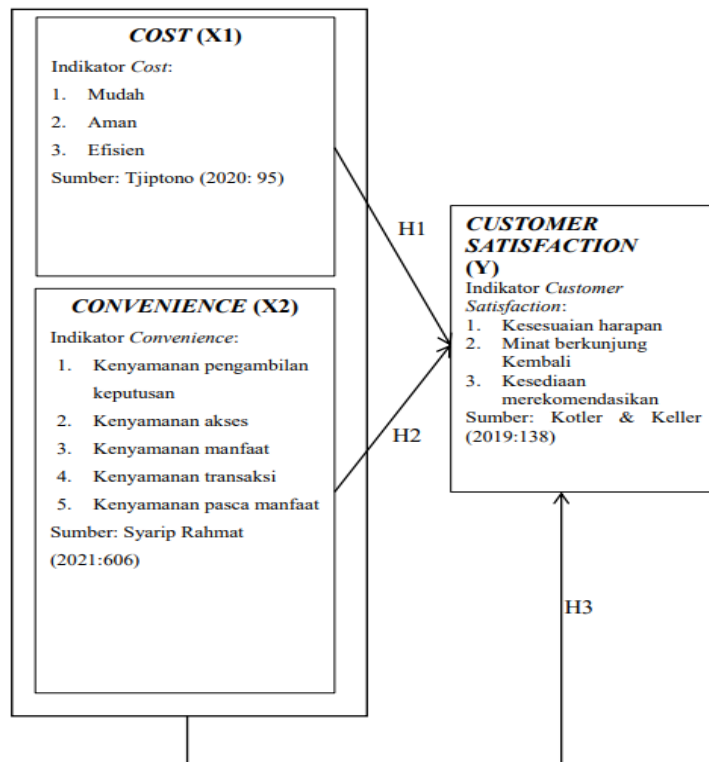 COST (X1)
Indikator Cost:
1. Mudah
2. Aman
3. Efisien
Sumber: Tjiptono (2020: 95)
CONVENIENCE (X2)
Indikator Convenience:
1. Kenyamanan pengambilan
keputusan
2. Kenyamanan akses
3. Kenyamanan manfaat
4. Kenyamanan transaksi
5. Kenyamanan pasca manfaat
Sumber: Syarip Rahmat
(2021:606)
H1
H2
CUSTOMER
SATISFACTION
(Y)
Indikator Customer
Satisfaction:
1. Kesesuaian harapan
2. Minat berkunjung
Kembali
3. Kesediaan
merekomendasikan
Sumber: Kotler & Keller
(2019:138)
H3